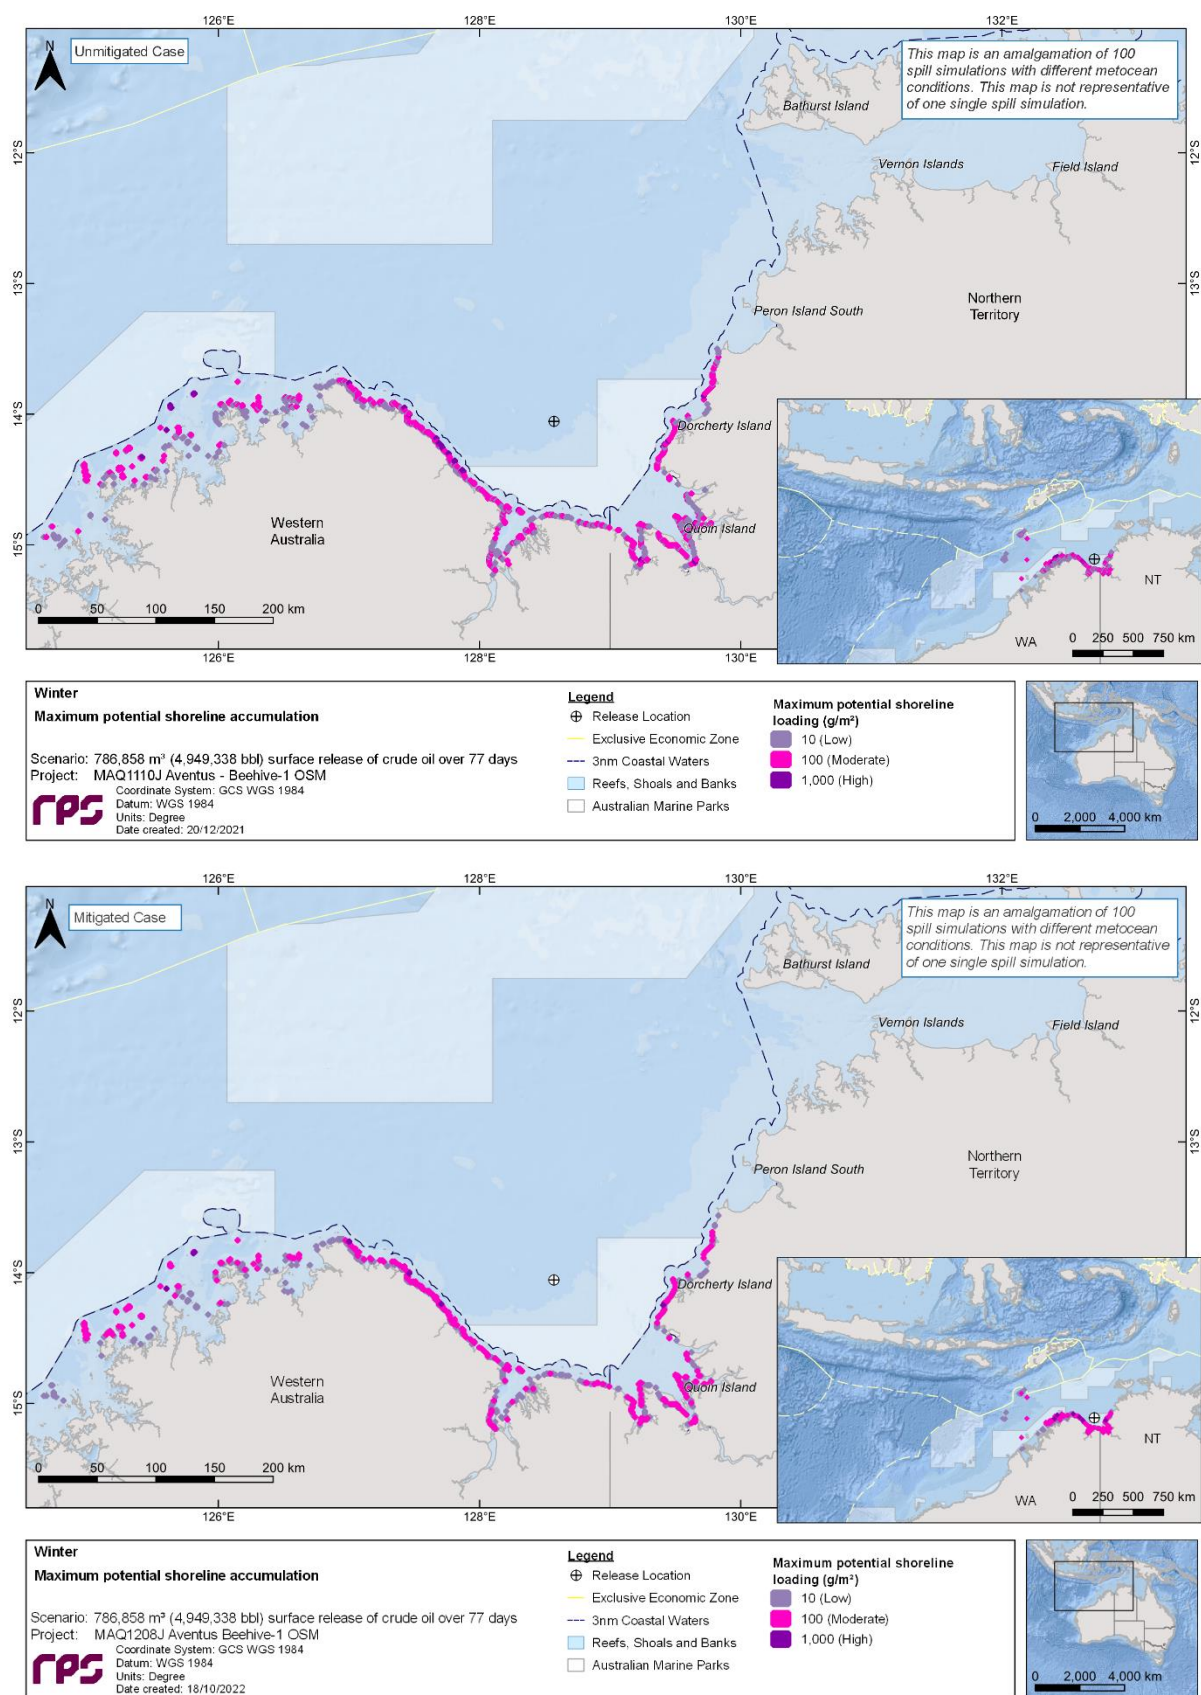 126°E
128°E
130°E
132°E
N
Unmitigated Case
This map is an amalgamation of 100
spill simulations with different metocean
conditions. This map is not representative
of one single spill simulation.
Bathurst Island
12°S
Vernon Islands
Field Island
12°S
13°S
Northern
Territory
Peron Island South
13°S
14°S
Dorcherty Island
Western
Australia
Quoin Island
15°S
NT
WA
0 250 500 750 km
0 50 100 150 200 km
126°E
128°E
130°E
Winter
Maximum potential shoreline accumulation
Scenario: 786,858 m³ (4,949,338 bbl) surface release of crude oil over 77 days
Project: MAQ1110J Aventus - Beehive-1 OSM
rps
Coordinate System: GCS WGS 1984
Datum: WGS 1984
Units: Degree
Date created: 20/12/2021
Legend
Release Location
Exclusive Economic Zone
3nm Coastal Waters
Reefs, Shoals and Banks
Australian Marine Parks
Maximum potential shoreline
loading (g/m²)
10 (Low)
100 (Moderate)
1,000 (High)
0 2,000 4,000 km
126°E
128°E
130°E
132°E
N
Mitigated Case
This map is an amalgamation of 100
spill simulations with different metocean
conditions. This map is not representative
of one single spill simulation.
Bathurst Island
12°S
Vernon Islands
Field Island
12°S
13°S
Northern
Territory
Peron Island South
13°S
14°S
Dorcherty Island
Western
Australia
Quoin Island
15°S
NT
WA
0 250 500 750 km
0 50 100 150 200 km
126°E
128°E
130°E
Winter
Maximum potential shoreline accumulation
Scenario: 786,858 m³ (4,949,338 bbl) surface release of crude oil over 77 days
Project: MAQ1208J Aventus Beehive-1 OSM
rps
Coordinate System: GCS WGS 1984
Datum: WGS 1984
Units: Degree
Date created: 18/10/2022
Legend
Release Location
Exclusive Economic Zone
3nm Coastal Waters
Reefs, Shoals and Banks
Australian Marine Parks
Maximum potential shoreline
loading (g/m²)
10 (Low)
100 (Moderate)
1,000 (High)
0 2,000 4,000 km